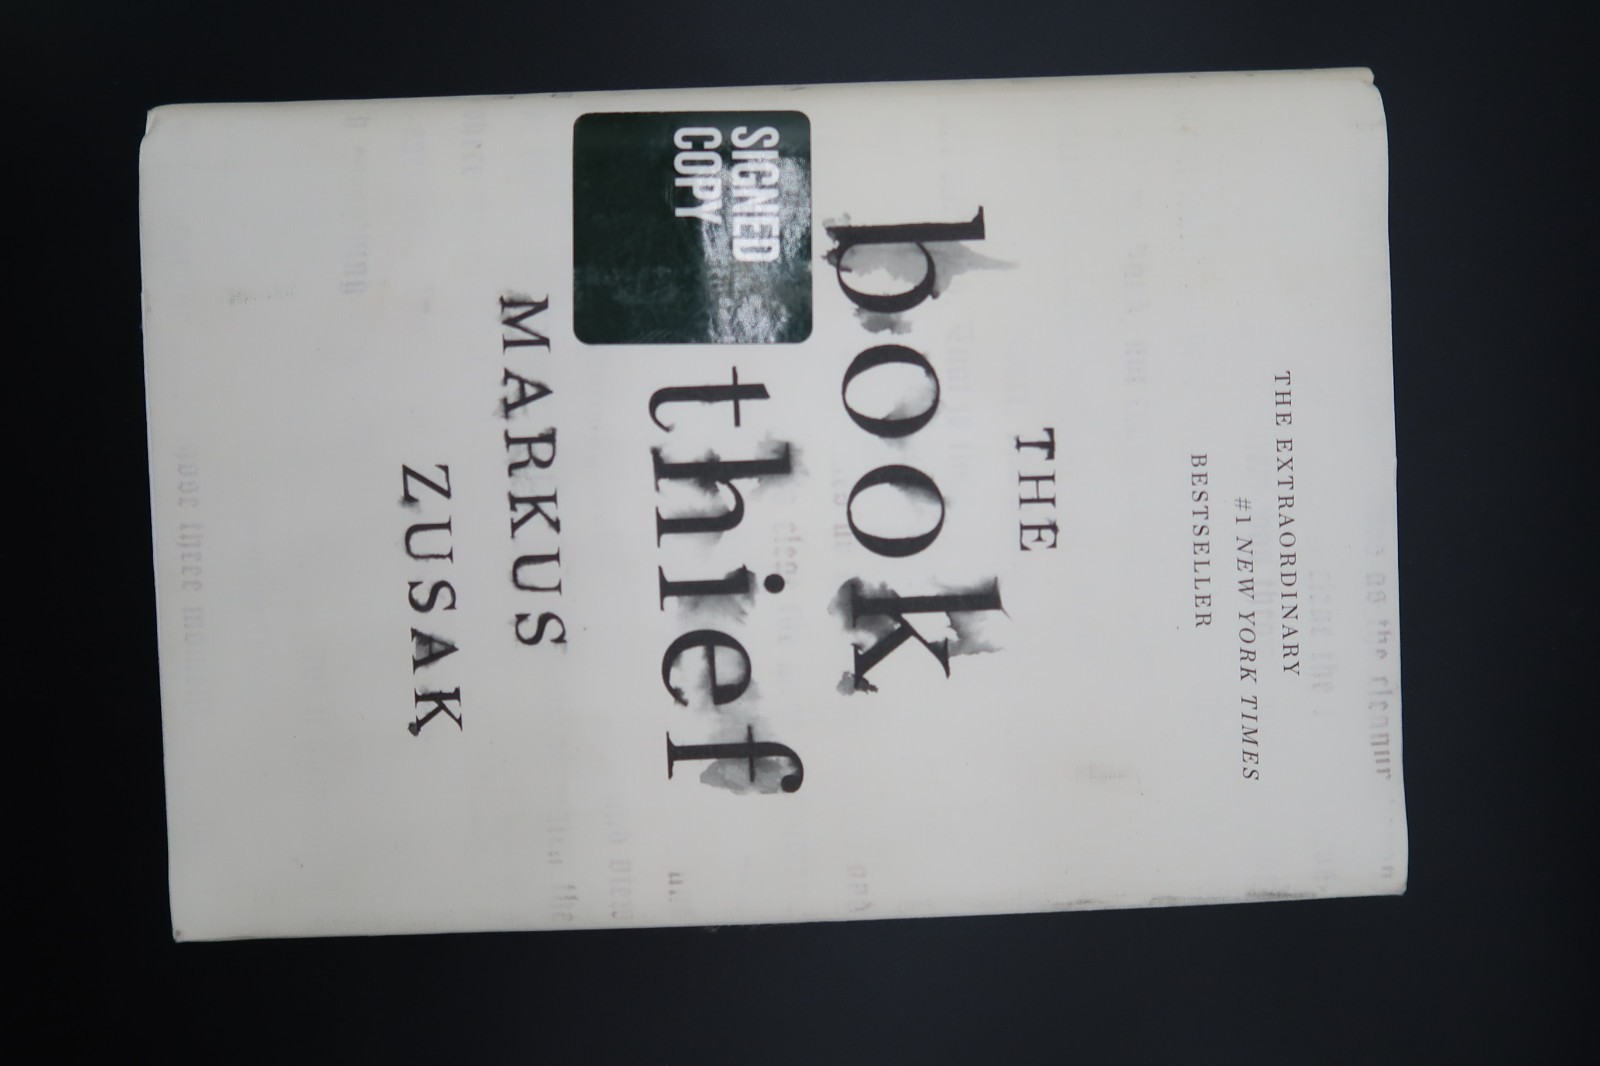 THE EXTRAORDINARY
#1 NEW YORK TIMES
BESTSELLER
THE
book
thief
SIGNED
COPY
MARKUS
ZUSAK